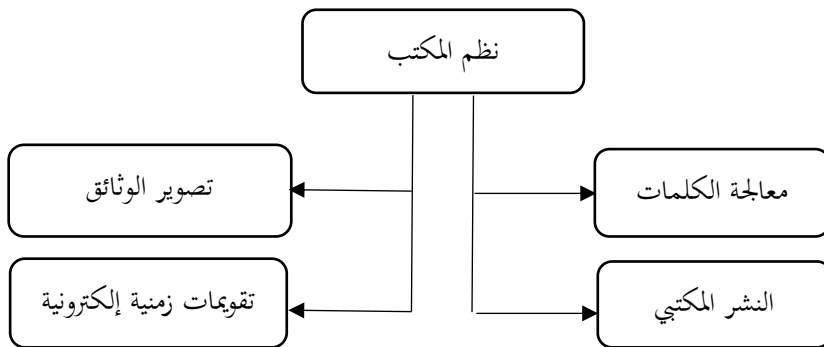 نظم المكتب
معالجة الكلمات
تصوير الوثائق
النشر المكتبي
تقويمات زمنية إلكترونية